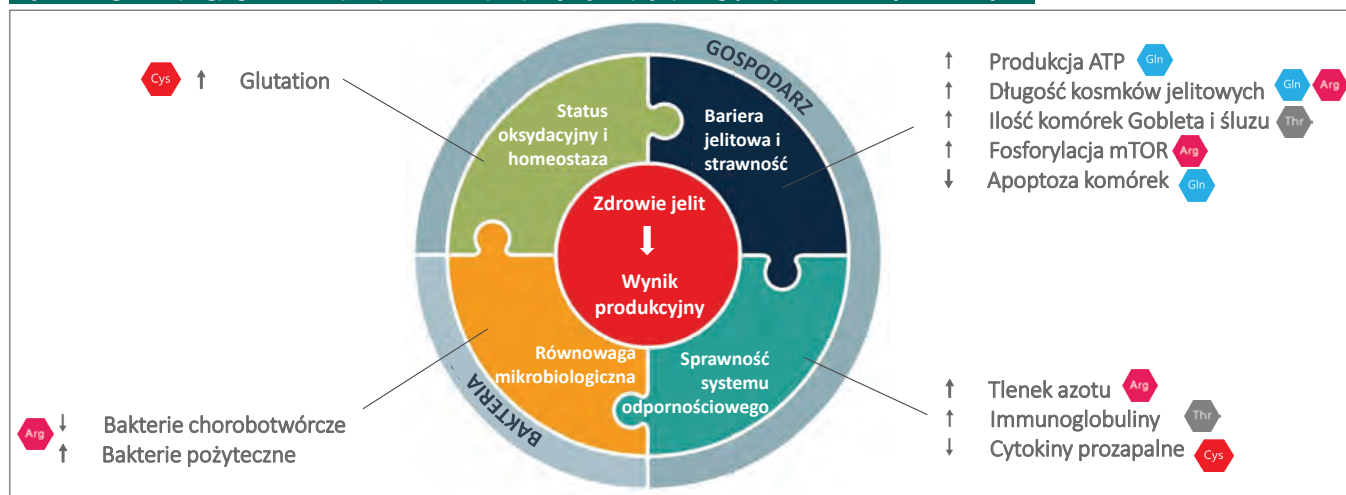 GOSPODARZ
BAKTERIA
Cys ↑ Glutation
Status
oksydacyjny i
homeostaza
Bariera
jelitowa i
strawność
Zdrowie jelit
Wynik
produkcyjny
Równowaga
mikrobiologiczna
Sprawność
systemu
odpornościowego
↑ Produkcja ATP Gln
↑ Długość kosmków jelitowych Gln Arg
↑ Ilość komórek Gobleta i śluzu Thr
↑ Fosforylacja mTOR Arg
↓ Apoptoza komórek Gln
Arg
↓ Bakterie chorobotwórcze
↑ Bakterie pożyteczne
↑ Tlenek azotu Arg
↑ Immunoglobuliny Thr
↓ Cytokiny prozapalne Cys